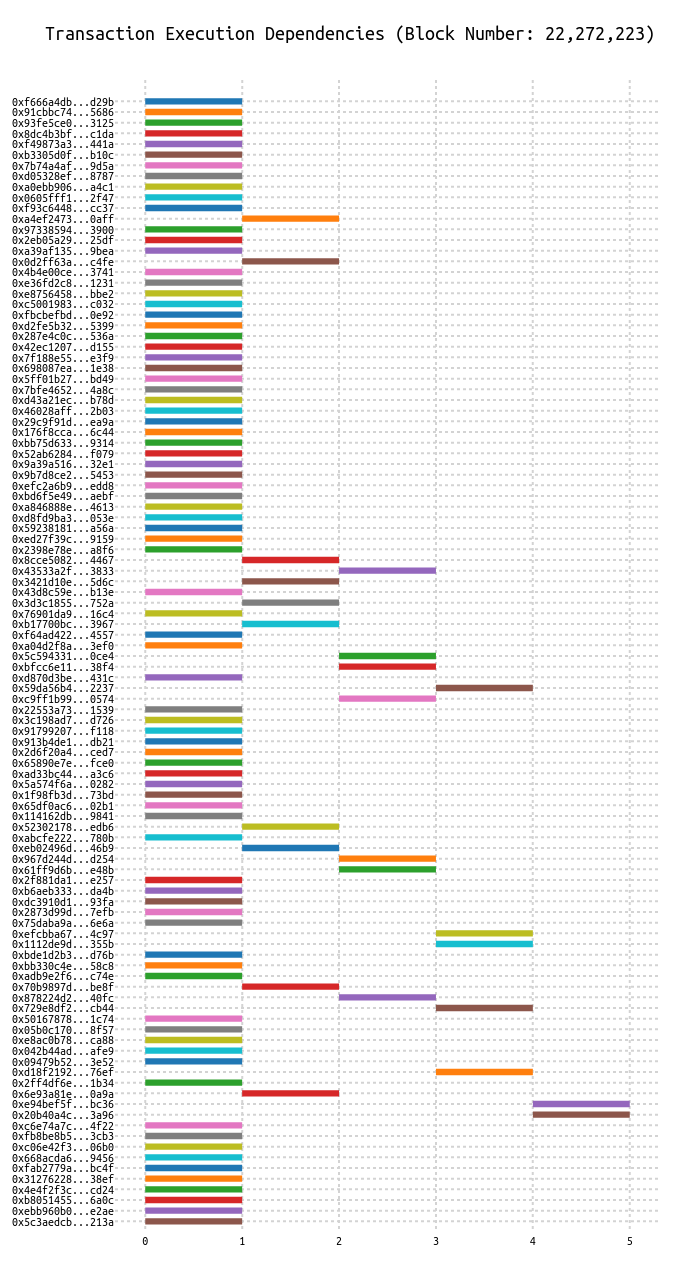 Transaction Execution Dependencies (Block Number: 22,272,223)
0xf666a4db...d29b
0x91cbbc74...5686
0x93fe5ce0...3125
0x8dc4b3bf...c1da
0xf49873a3...441a
0xb3305d0f...b10c
0x7b74a4af...9d5a
0xd05328ef...8787
0xa0ebb906...a4c1
0x0605fff1...2f47
0xf93c6448...cc37
0xa4ef2473...0aff
0x97338594...3900
0x2eb05a29...25df
0xa39af135...9bea
0x0d2ff63a...c4fe
0x4b4e00ce...3741
0xe36fd2c8...1231
0xe8756458...bbe2
0xc5001983...c032
0xfbcbefbd...0e92
0xd2fe5b32...5399
0x287e4c0c...536a
0x42ec1207...d155
0x7f188e55...e3f9
0x698087ea...1e38
0x5ff01b27...bd49
0x7bfe4652...4a8c
0xd43a21ec...b78d
0x46028aff...2b03
0x29c9f91d...ea9a
0x176f8cca...6c44
0xbb75d633...9314
0x52ab6284...f079
0x9a39a516...32e1
0x9b7d8ce2...5453
0xefc2a6b9...edd8
0xbd6f5e49...aebf
0xa846888e...4613
0xd8fd9ba3...053e
0x59238181...a56a
0xed27f39c...9159
0x2398e78e...a8f6
0x8cce5082...4467
0x43533a2f...3833
0x3421d10e...5d6c
0x43d8c59e...b13e
0x3d3c1855...752a
0x76901da9...16c4
0xb17700bc...3967
0xf64ad422...4557
0xa04d2f8a...3ef0
0x5c594331...0ce4
0xbfcc6e11...38f4
0xd870d3be...431c
0x59da56b4...2237
0xc9ff1b99...0574
0x22553a73...1539
0x3c198ad7...d726
0x91799207...f118
0x913b4de1...db21
0x2d6f20a4...ced7
0x65890e7e...fce0
0xad33bc44...a3c6
0x5a574f6a...0282
0x1f98fb3d...73bd
0x65df0ac6...02b1
0x114162db...9841
0x52302178...edb6
0xabcfe222...780b
0xeb02496d...46b9
0x967d244d...d254
0x61ff9d6b...e48b
0x2f881da1...e257
0xb6aeb333...da4b
0xdc3910d1...93fa
0x2873d99d...7efb
0x75daba9a...6e6a
0xefcbba67...4c97
0x1112de9d...355b
0xbde1d2b3...d76b
0xbb330c4e...58c8
0xadb9e2f6...c74e
0x70b9897d...be8f
0x878224d2...40fc
0x729e8df2...cb44
0x50167878...1c74
0x05b0c170...8f57
0xe8ac0b78...ca88
0x042b44ad...afe9
0x09479b52...3e52
0xd18f2192...76ef
0x2ff4df6e...1b34
0x6e93a81e...0a9a
0xe94bef5f...bc36
0x20b40a4c...3a96
0xc6e74a7c...4f22
0xfb8be8b5...3cb3
0xc06e42f3...06b0
0x668acda6...9456
0xfab2779a...bc4f
0x31276228...38ef
0x4e4f2f3c...cd24
0xb8051455...6a0c
0xebb960b0...e2ae
0x5c3aedcb...213a
0 1 2 3 4 5